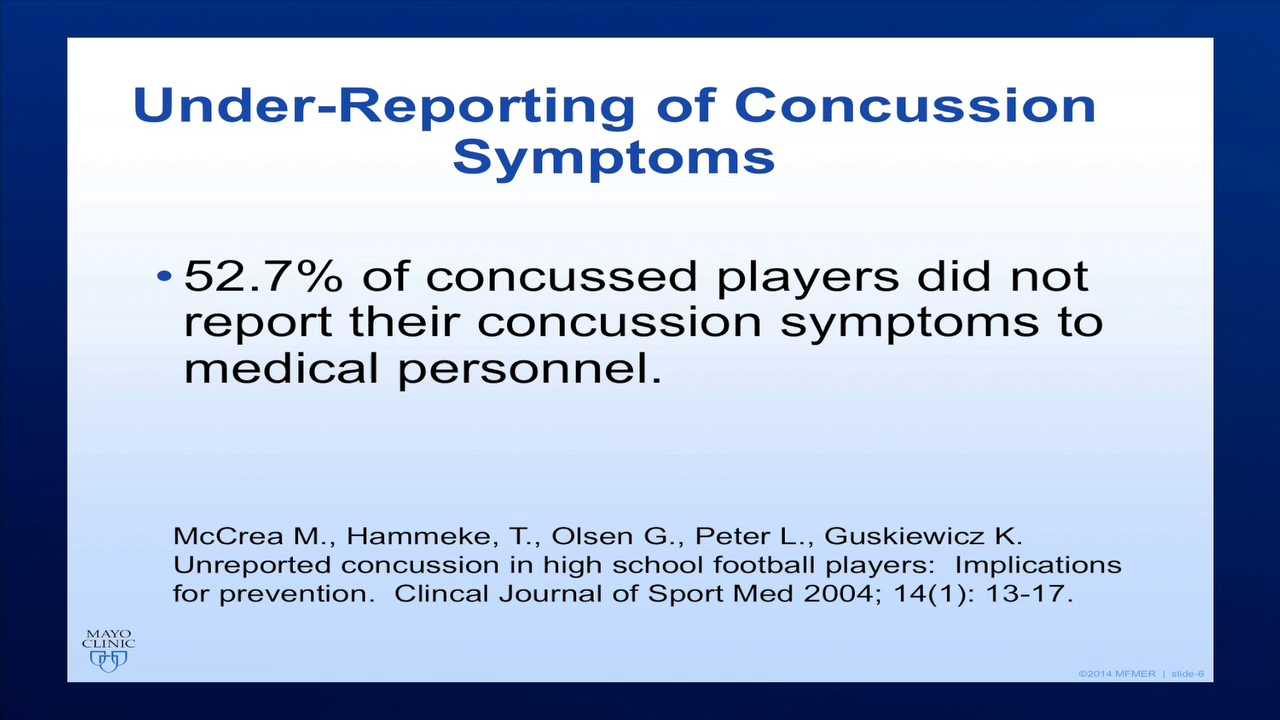 Under-Reporting of Concussion
Symptoms
• 52.7% of concussed players did not
report their concussion symptoms to
medical personnel.
McCrea M., Hammeke, T., Olsen G., Peter L., Guskiewicz K.
Unreported concussion in high school football players:  Implications
for prevention.  Clincal Journal of Sport Med 2004; 14(1): 13-17.
MAYO
CLINIC
©2014 MFMER | slide-6